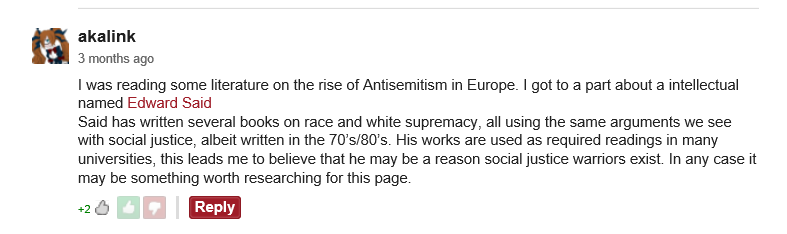 akalink
3 months ago
I was reading some literature on the rise of Antisemitism in Europe. I got to a part about a intellectual
named Edward Said
Said has written several books on race and white supremacy, all using the same arguments we see
with social justice, albeit written in the 70's/80's. His works are used as required readings in many
universities, this leads me to believe that he may be a reason social justice warriors exist. In any case it
may be something worth researching for this page.
+2
Reply